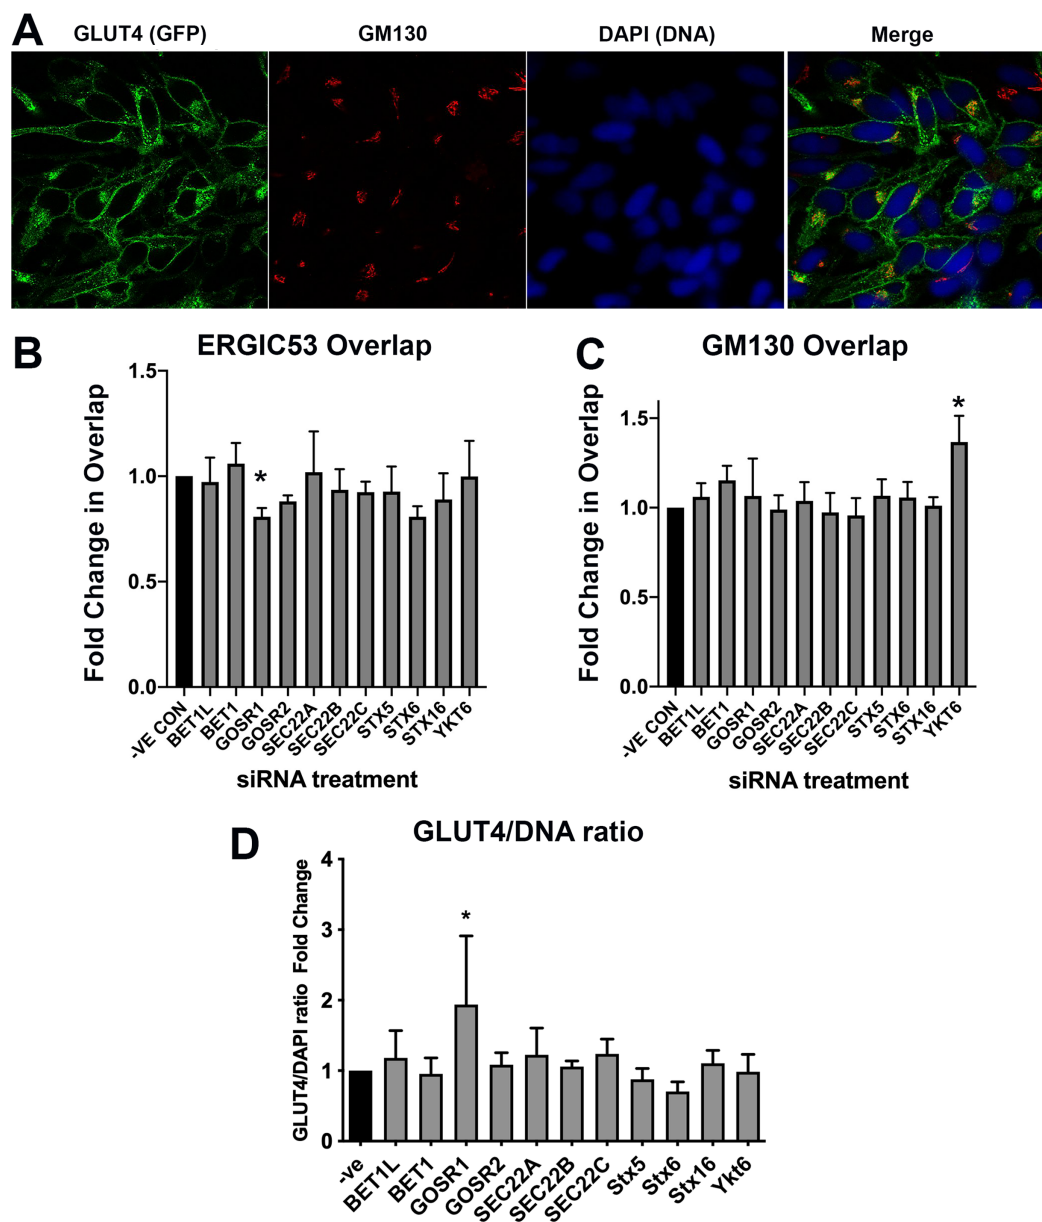 A
GLUT4 (GFP) GM130 DAPI (DNA) Merge
B
ERGIC53 Overlap
Fold Change in Overlap
1.5
1.0
0.5
0.0
*
-VE CON BET1L BET1 GOSR1 GOSR2 SEC22A SEC22B SEC22C STX5 STX6 STX16 YKT6
siRNA treatment
C
GM130 Overlap
Fold Change in Overlap
1.5
1.0
0.5
0.0
*
-VE CON BET1L BET1 GOSR1 GOSR2 SEC22A SEC22B SEC22C STX5 STX6 STX16 YKT6
siRNA treatment
D
GLUT4/DNA ratio
GLUT4/DAPI ratio Fold Change
4
3
2
1
0
*
-ve BET1L BET1 GOSR1 GOSR2 SEC22A SEC22B SEC22C Stx5 Stx6 Stx16 Ykt6